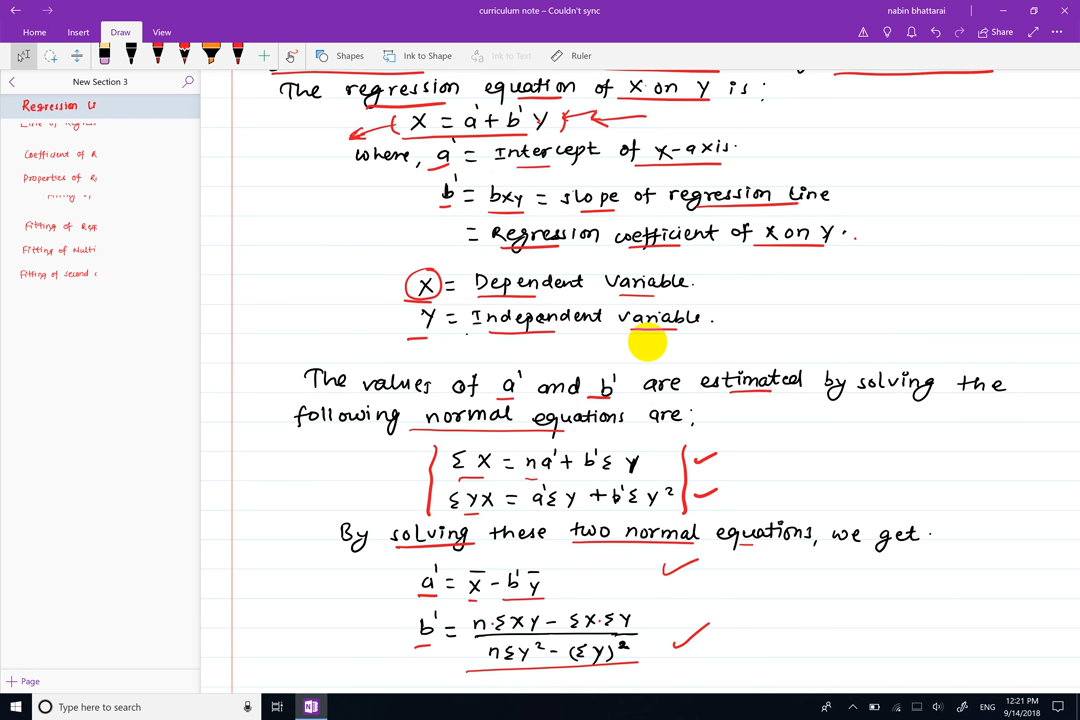 curriculum note – Couldn't sync
nabin bhattarai
Home Insert Draw View
Share
Shapes
Ink to Shape
Ink to Text
Ruler
New Section 3
Regression Li
Coefficient of R
Properties of R
Fitting of Reg
Fitting of Multi
Fitting of second c
+ Page
The regression equation of X on Y is;
X = a' + b' Y
where, a' = Intercept of x-axis.
b' = bxy = slope of regression line
= Regression coefficient of X on Y.
X = Dependent variable.
Y = Independent variable.
The values of a' and b' are estimated by solving the
following normal equations are;
Σ X = na' + b'Σ Y
Σ YX = a'Σ Y + b'Σ Y²
By solving these two normal equations, we get.
a' = x̅ - b' y̅
b' = n·ΣXY - ΣX·ΣY
nΣY² - (ΣY)²
Type here to search
12:21 PM
9/14/2018